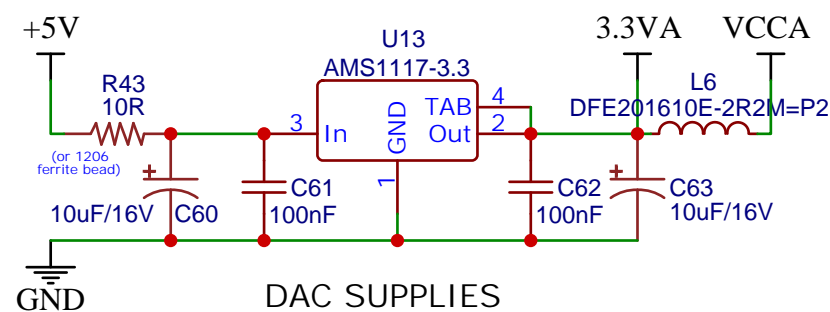 +5V
U13
3.3VA
VCCA
AMS1117-3.3
L6
R43
10R
DFE201610E-2R2M=P2
TAB
4
3
In
GND
Out
2
(or 1206
ferrite bead)
1
+
+
10uF/16V
C60
C61
100nF
C62
100nF
C63
10uF/16V
GND
DAC SUPPLIES